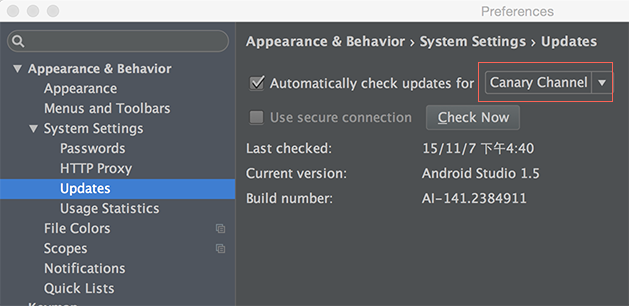 Preferences
Appearance & Behavior
Appearance
Menus and Toolbars
System Settings
Passwords
HTTP Proxy
Updates
Usage Statistics
File Colors
Scopes
Notifications
Quick Lists
Appearance & Behavior › System Settings › Updates
Automatically check updates for Canary Channel
Use secure connection Check Now
Last checked: 15/11/7 下午4:40
Current version: Android Studio 1.5
Build number: AI-141.2384911